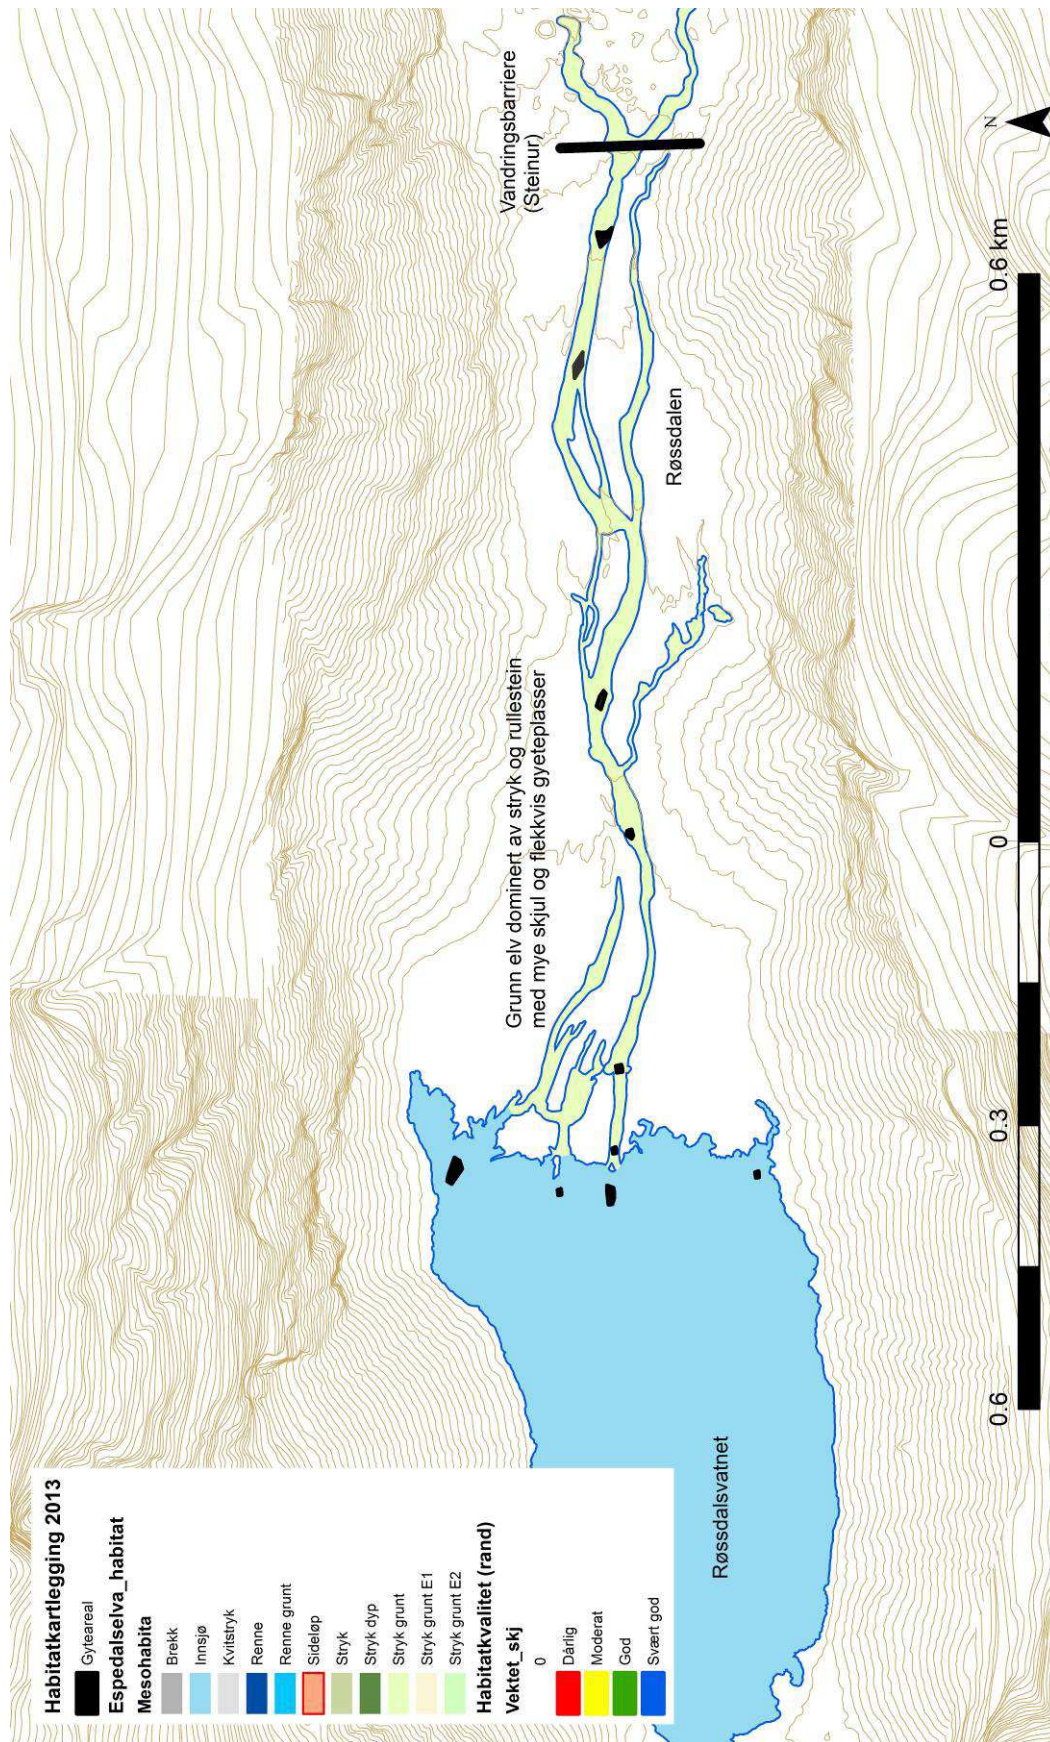 Habitatkartlegging 2013
Gyteareal
Espedalselva_habitat
Mesohabita
Brekk
Innsjø
Kvitstryk
Renne
Renne grunt
Sideløp
Stryk
Stryk dyp
Stryk grunt
Stryk grunt E1
Stryk grunt E2
Habitatkvalitet (rand)
Vektet_skj
0
Dårlig
Moderat
God
Svært god
Røssdalsvatnet
Grunn elv dominert av stryk og rullestein
med mye skjul og flekkvis gyeteplasser
Røssdalen
Vandringsbarriere
(Steinur)
N
0.6
0.3
0
0.6 km